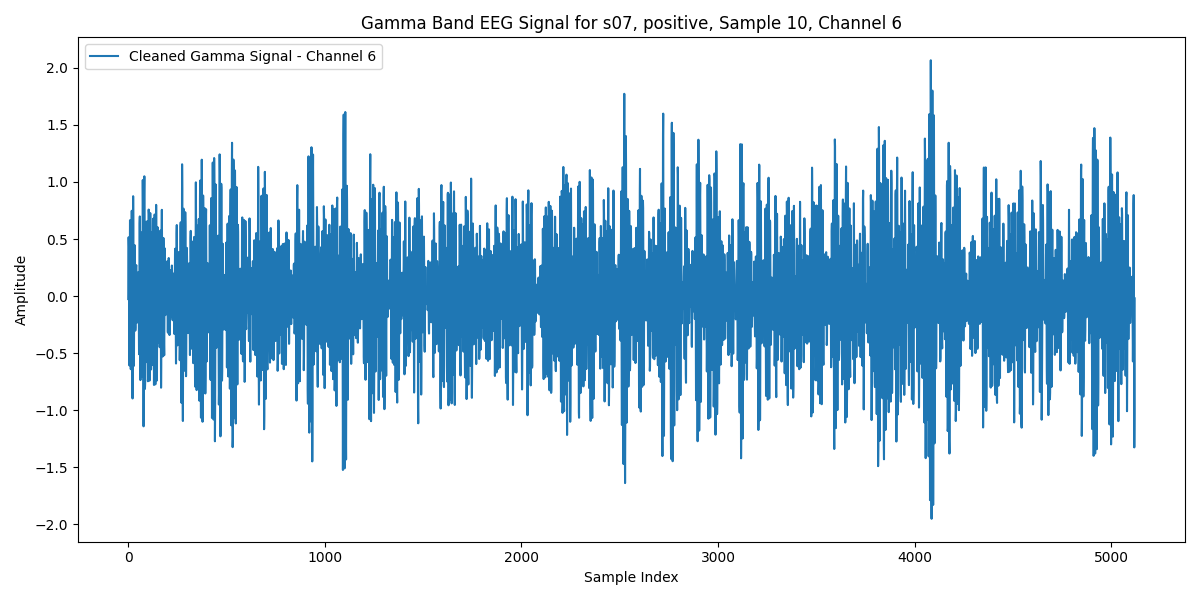 Gamma Band EEG Signal for s07, positive, Sample 10, Channel 6
Cleaned Gamma Signal - Channel 6
2.0
1.5
1.0
0.5
0.0
−0.5
−1.0
−1.5
−2.0
Amplitude
0 1000 2000 3000 4000 5000
Sample Index